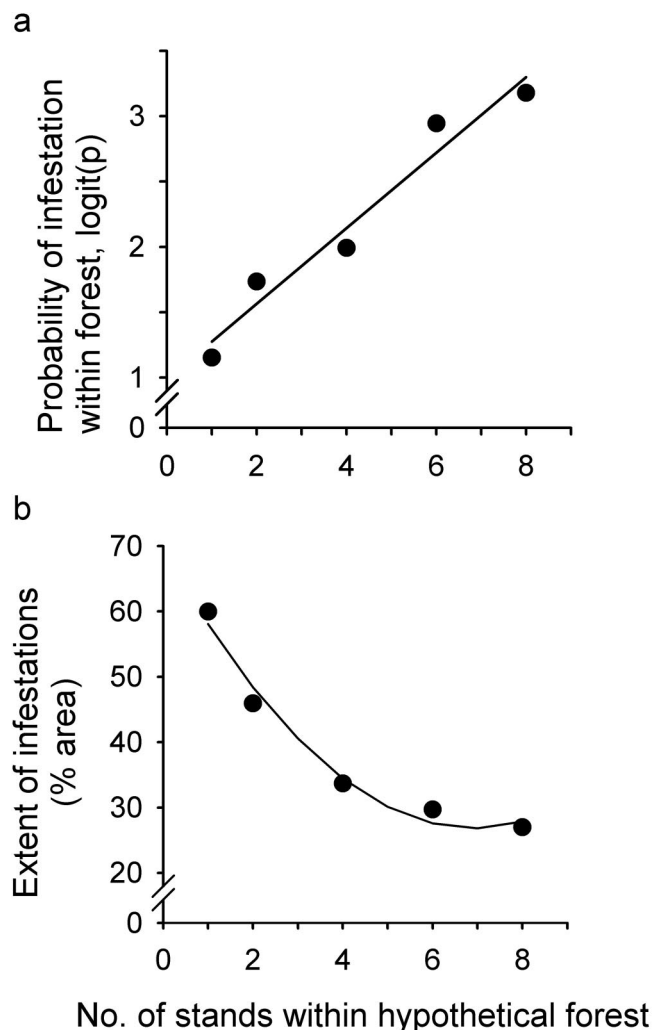 a
Probability of infestation
within forest, logit(p)
3
2
1
0
0 2 4 6 8
b
Extent of infestations
(% area)
70
60
50
40
30
20
0
0 2 4 6 8
No. of stands within hypothetical forest